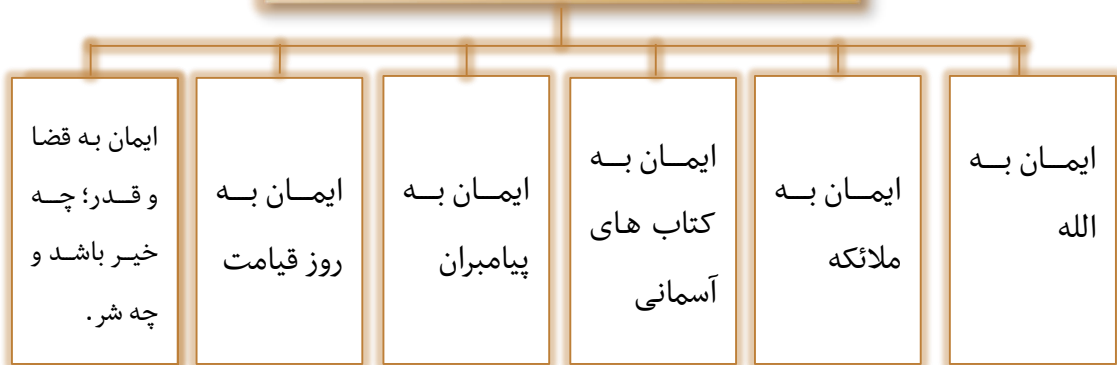 ایمان به
الله
ایمان به
ملائکه
ایمان به
کتاب های
آسمانی
ایمان به
پیامبران
ایمان به
روز قیامت
ایمان به قضا
و قدر؛ چه
خیر باشد و
چه شر.